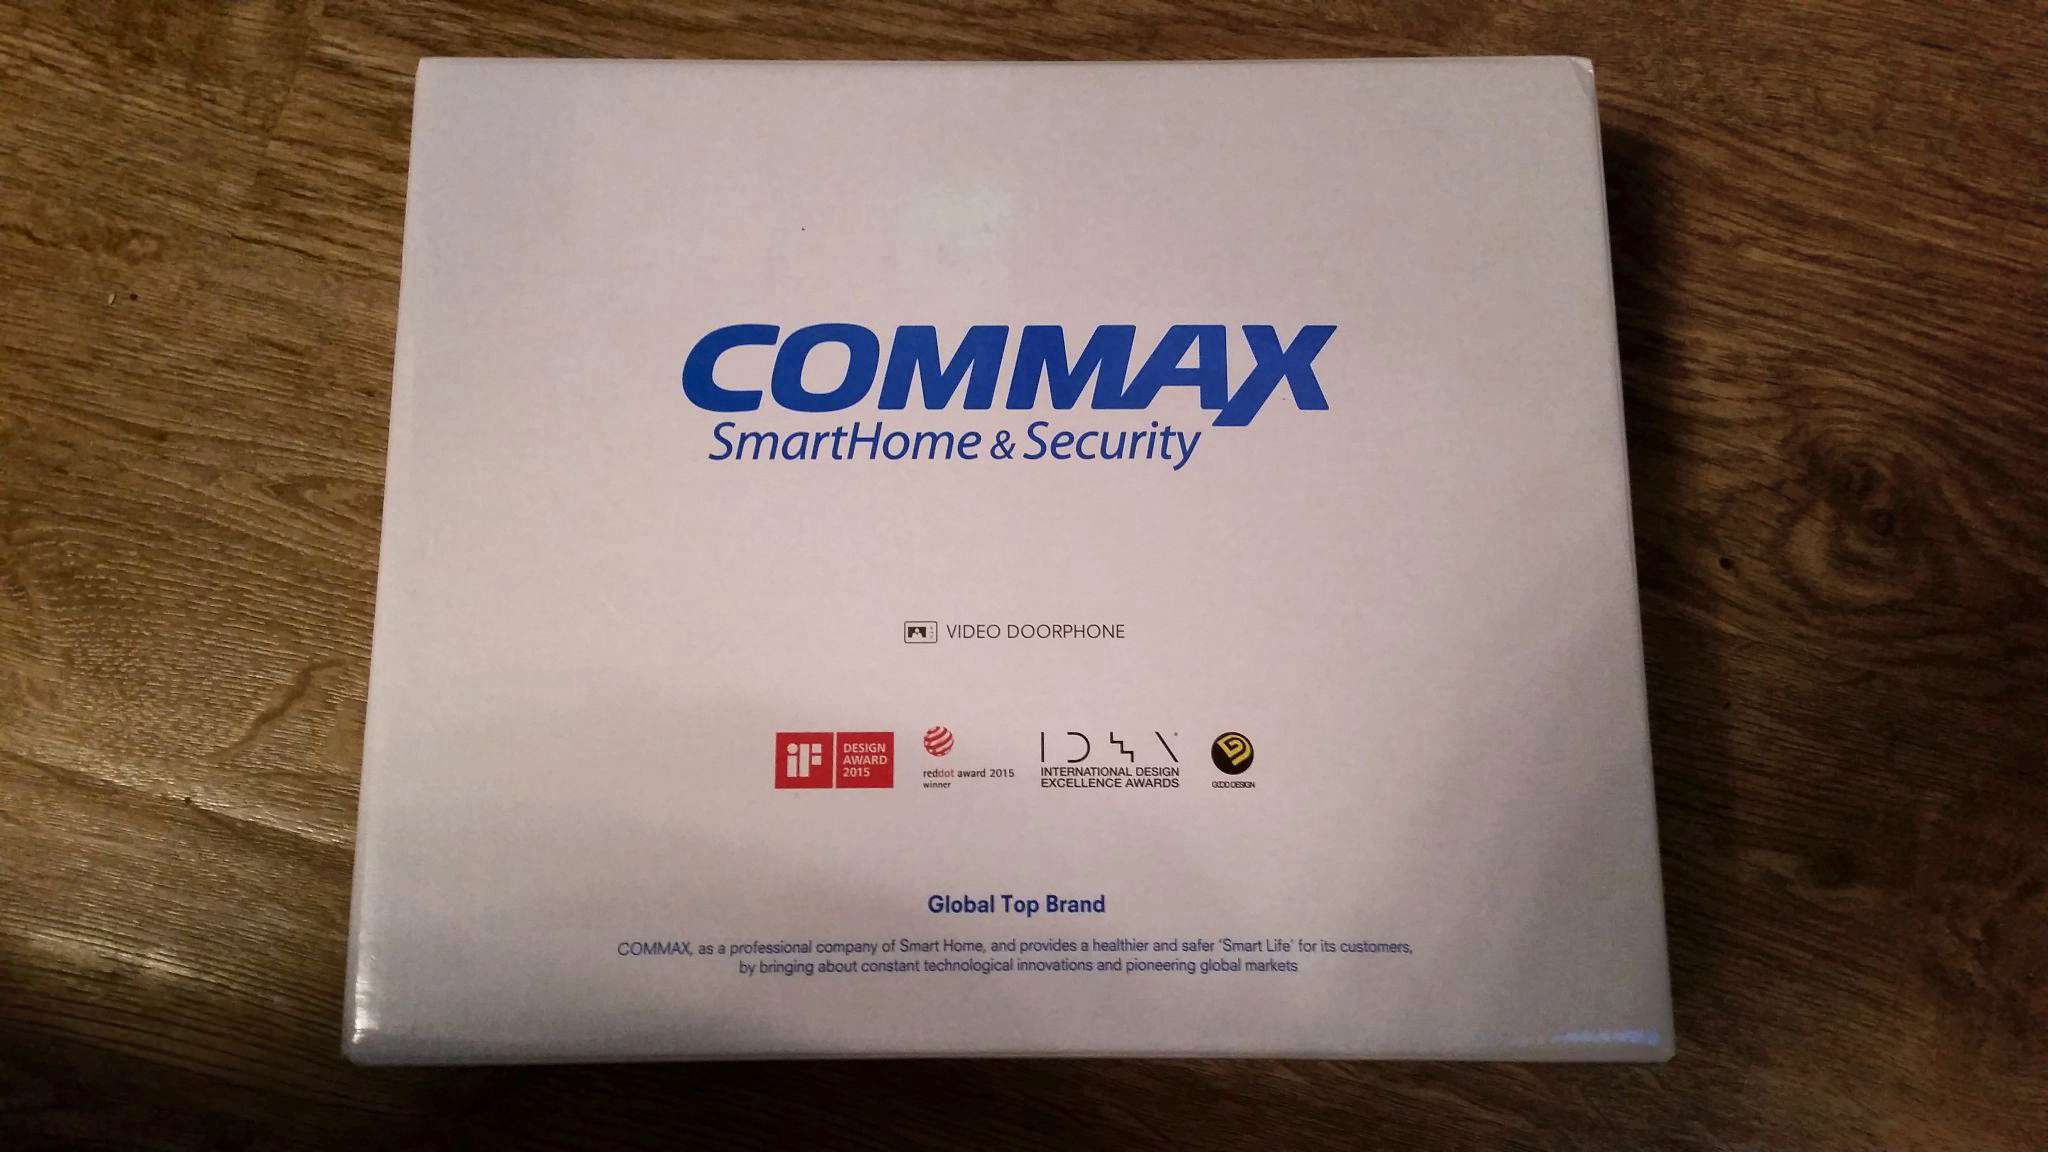 COMMAX
SmartHome & Security
VIDEO DOORPHONE
iF
DESIGN
AWARD
2015
reddot award 2015
winner
IDEA
INTERNATIONAL DESIGN
EXCELLENCE AWARDS
GOOD DESIGN
Global Top Brand
COMMAX, as a professional company of Smart Home, and provides a healthier and safer ‘Smart Life’ for its customers,
by bringing about constant technological innovations and pioneering global markets